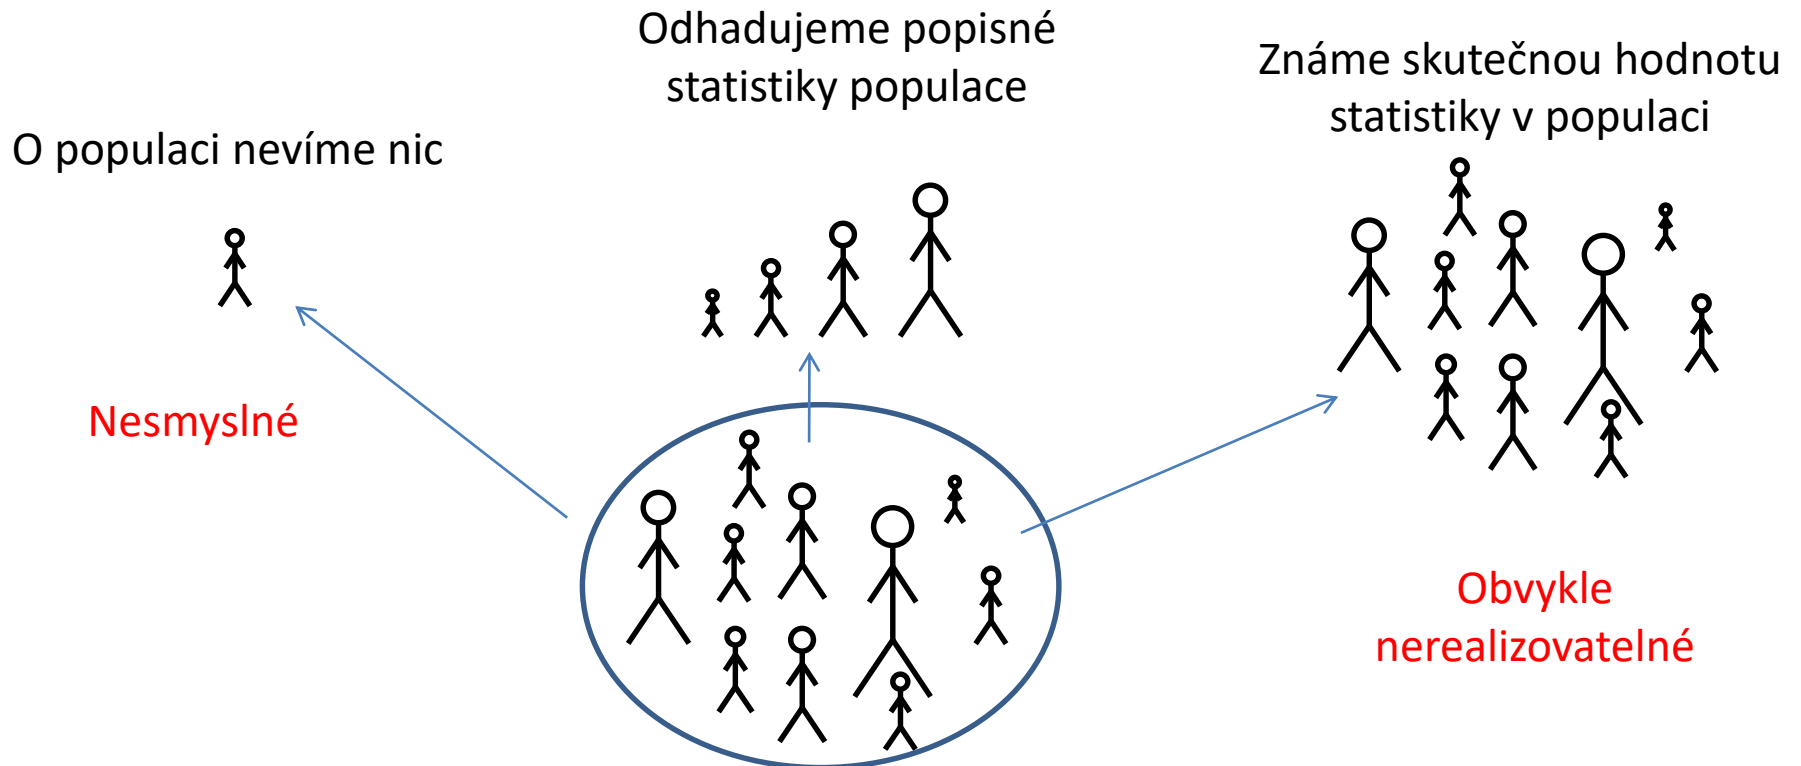 O populaci nevíme nic
Nesmyslné
Odhadujeme popisné
statistiky populace
Známe skutečnou hodnotu
statistiky v populaci
Obvykle
nerealizovatelné